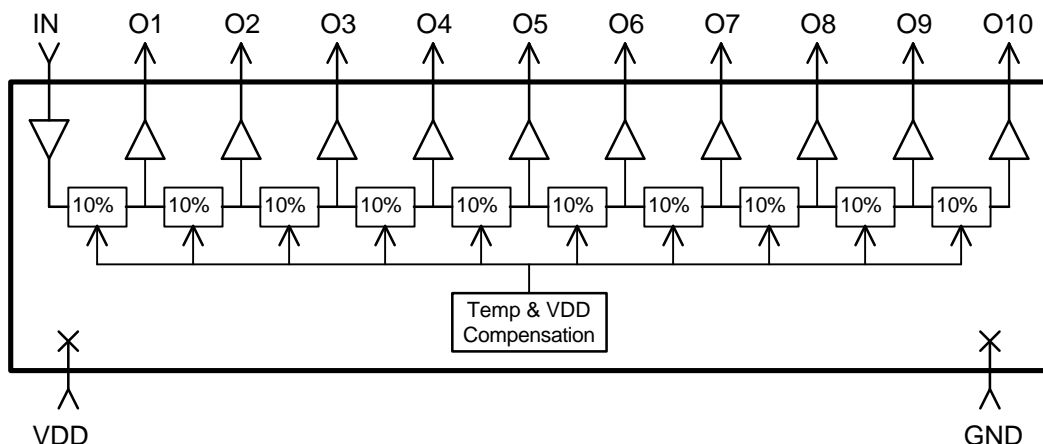 IN O1 O2 O3 O4 O5 O6 O7 O8 O9 O10
10% 10% 10% 10% 10% 10% 10% 10% 10% 10%
Temp & VDD
Compensation
VDD GND